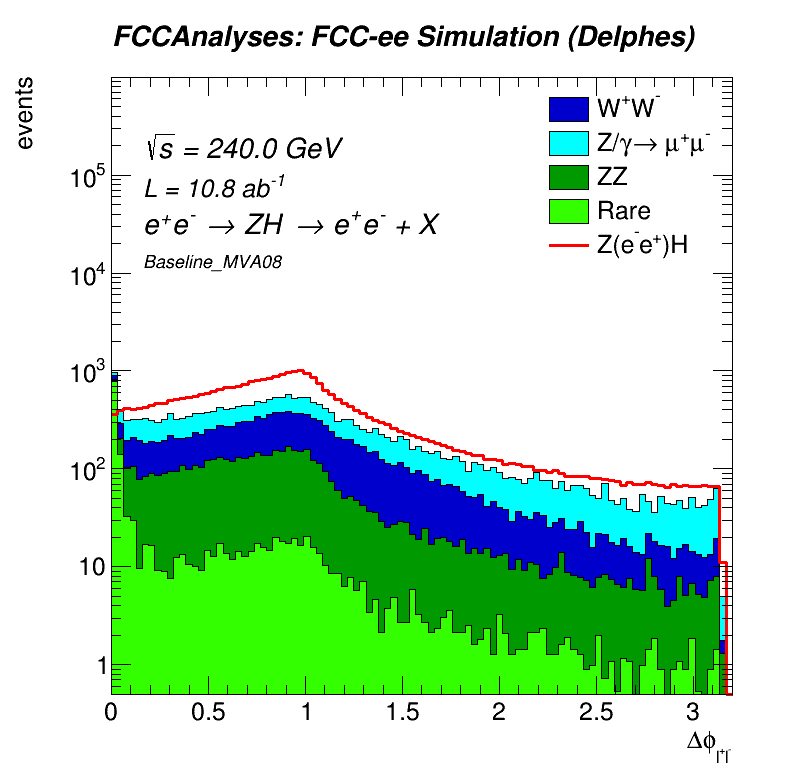 FCCAnalyses: FCC-ee Simulation (Delphes)
events
√s = 240.0 GeV
L = 10.8 ab⁻¹
e⁺e⁻ → ZH → e⁺e⁻ + X
Baseline_MVA08
W⁺W⁻
Z/γ→ μ⁺μ⁻
ZZ
Rare
Z(e⁻e⁺)H
10⁵
10⁴
10³
10²
10
1
0 0.5 1 1.5 2 2.5 3
Δϕ_l⁺l⁻